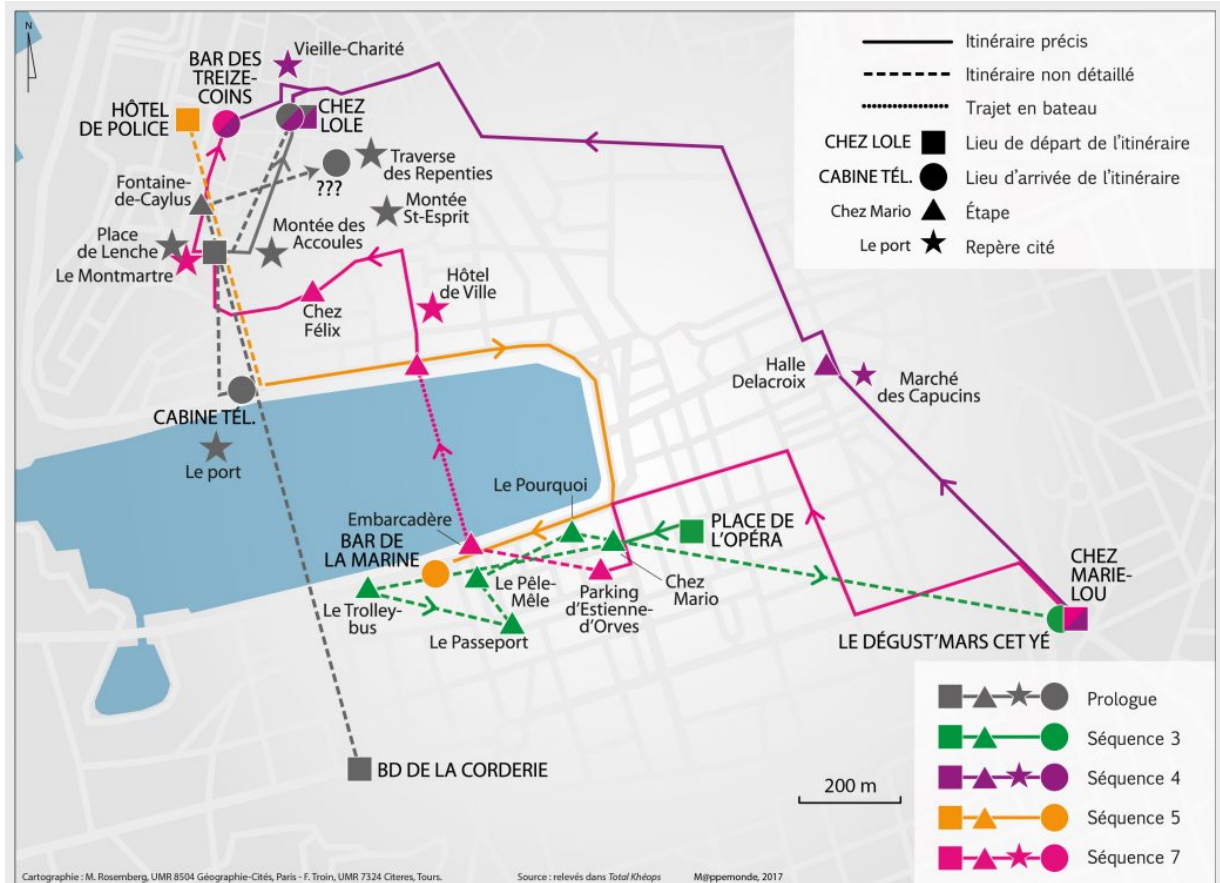 N
Vieille-Charité
BAR DES
TREIZE-
COINS
HÔTEL
DE POLICE
CHEZ
LOLE
Traverse
des Repenties
???
Fontaine-
de-Caylus
Montée
St-Esprit
Place
de Lenche
Montée des
Accoules
Le Montmartre
Hôtel
de Ville
Chez
Félix
CABINE TÉL.
Le port
Halle
Delacroix
Marché
des Capucins
Le Pourquoi
Embarcadère
BAR DE
LA MARINE
PLACE DE
L'OPÉRA
Le Trolley-
bus
Le Pêle-
Mêle
Le Passeport
Parking
d'Estienne-
d'Orves
Chez
Mario
CHEZ
MARIE-
LOU
LE DÉGUST'MARS CET YÉ
BD DE LA CORDERIE
Itinéraire précis
Itinéraire non détaillé
Trajet en bateau
CHEZ LOLE Lieu de départ de l'itinéraire
CABINE TÉL. Lieu d'arrivée de l'itinéraire
Chez Mario Étape
Le port Repère cité
200 m
Prologue
Séquence 3
Séquence 4
Séquence 5
Séquence 7
Cartographie : M. Rosemberg, UMR 8504 Géographie-Cités, Paris - F. Troin, UMR 7324 Citeres, Tours. Source : relevés dans Total Khéops M@ppemonde, 2017